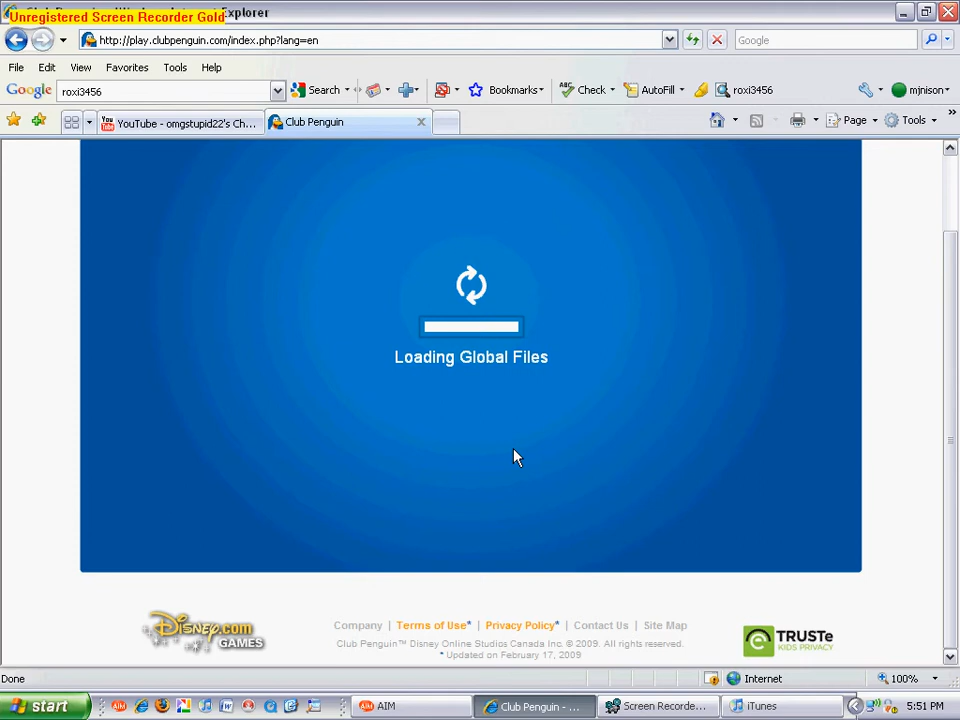 Unregistered Screen Recorder Gold
Explorer
http://play.clubpenguin.com/index.php?lang=en
Google
File Edit View Favorites Tools Help
Google roxi3456 Search Bookmarks ABC Check AutoFill roxi3456 mjnison
YouTube - omgstupid22's Ch... Club Penguin Page Tools
Loading Global Files
Disney.com GAMES
Company | Terms of Use* | Privacy Policy* | Contact Us | Site Map
Club Penguin™ Disney Online Studios Canada Inc. © 2009. All rights reserved.
* Updated on February 17, 2009
TRUSTe
KIDS PRIVACY
Done Internet 100%
start AIM Club Penguin - ... Screen Recorde... iTunes 5:51 PM